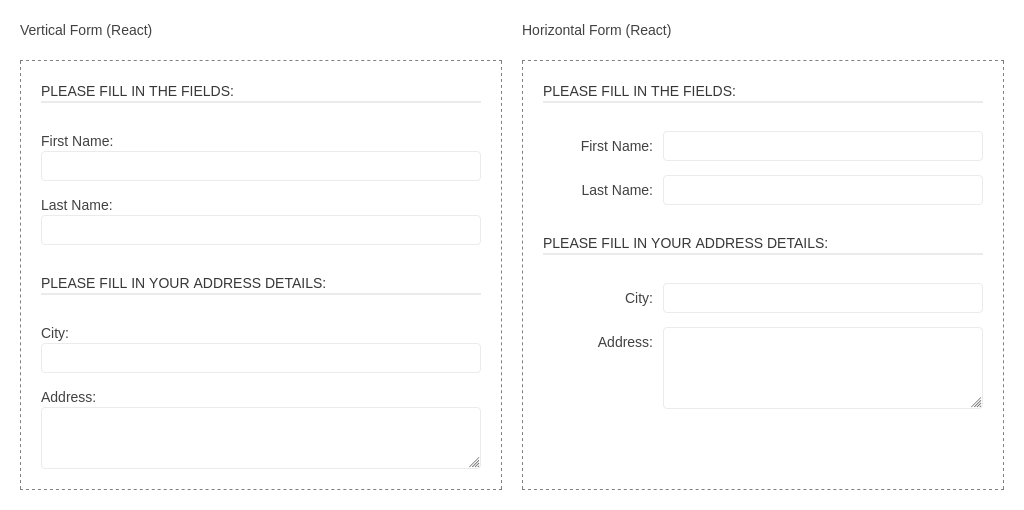 Vertical Form (React)
PLEASE FILL IN THE FIELDS:
First Name:
Last Name:
PLEASE FILL IN YOUR ADDRESS DETAILS:
City:
Address:
Horizontal Form (React)
PLEASE FILL IN THE FIELDS:
First Name:
Last Name:
PLEASE FILL IN YOUR ADDRESS DETAILS:
City:
Address: